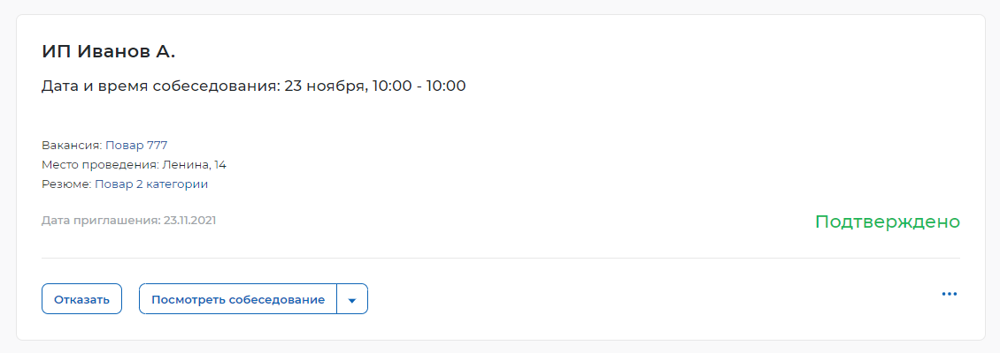 ИП Иванов А.
Дата и время собеседования: 23 ноября, 10:00 - 10:00
Вакансия: Повар 777
Место проведения: Ленина, 14
Резюме: Повар 2 категории
Дата приглашения: 23.11.2021
Подтверждено
Отказать
Посмотреть собеседование